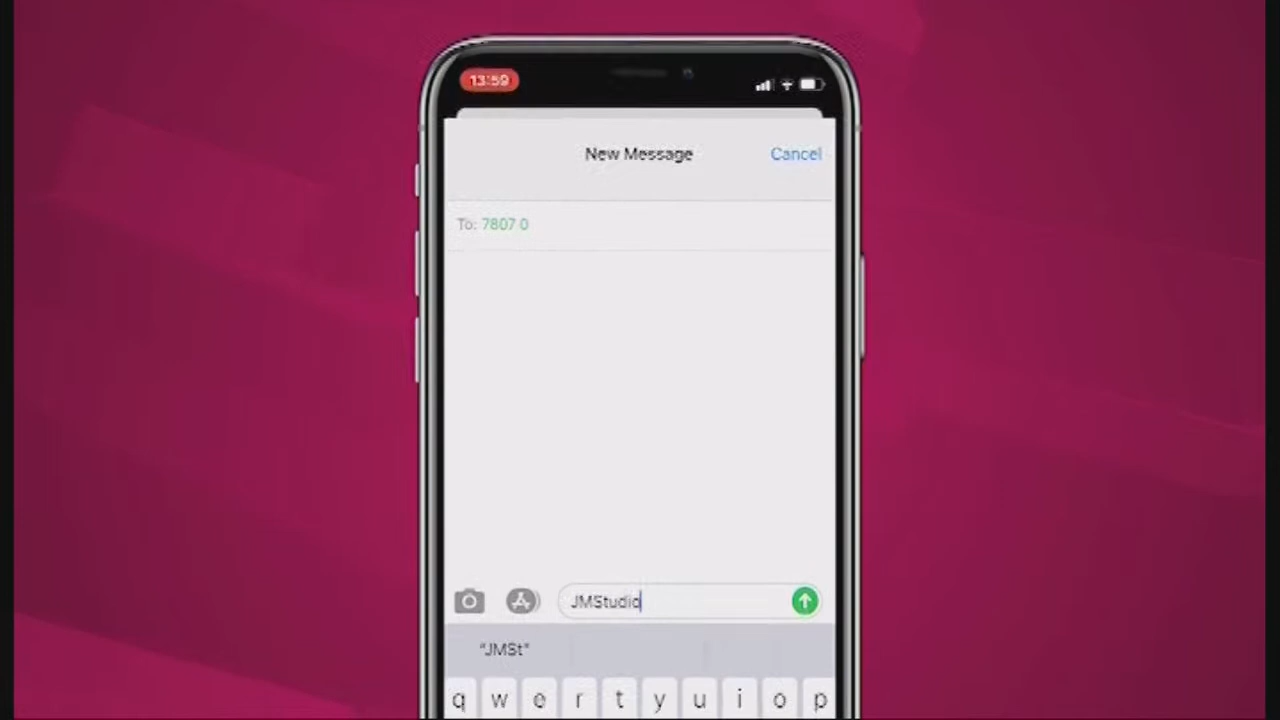 13:59
New Message
Cancel
To: 7807 0
JMStudio
"JMSt"
q w e r t y u i o p